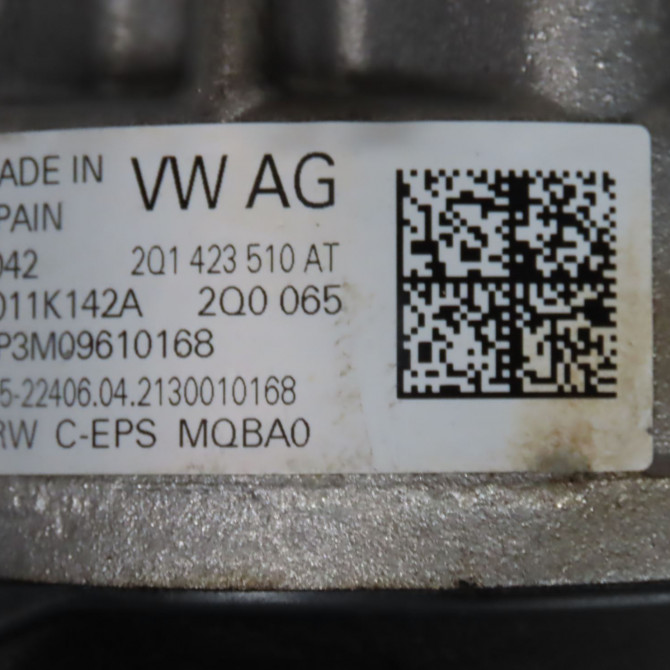 ADE IN VW AG
PAIN
042 2Q1 423 510 AT
011K142A 2Q0 065
P3M09610168
5-22406.04.2130010168
RW C-EPS MQBA0